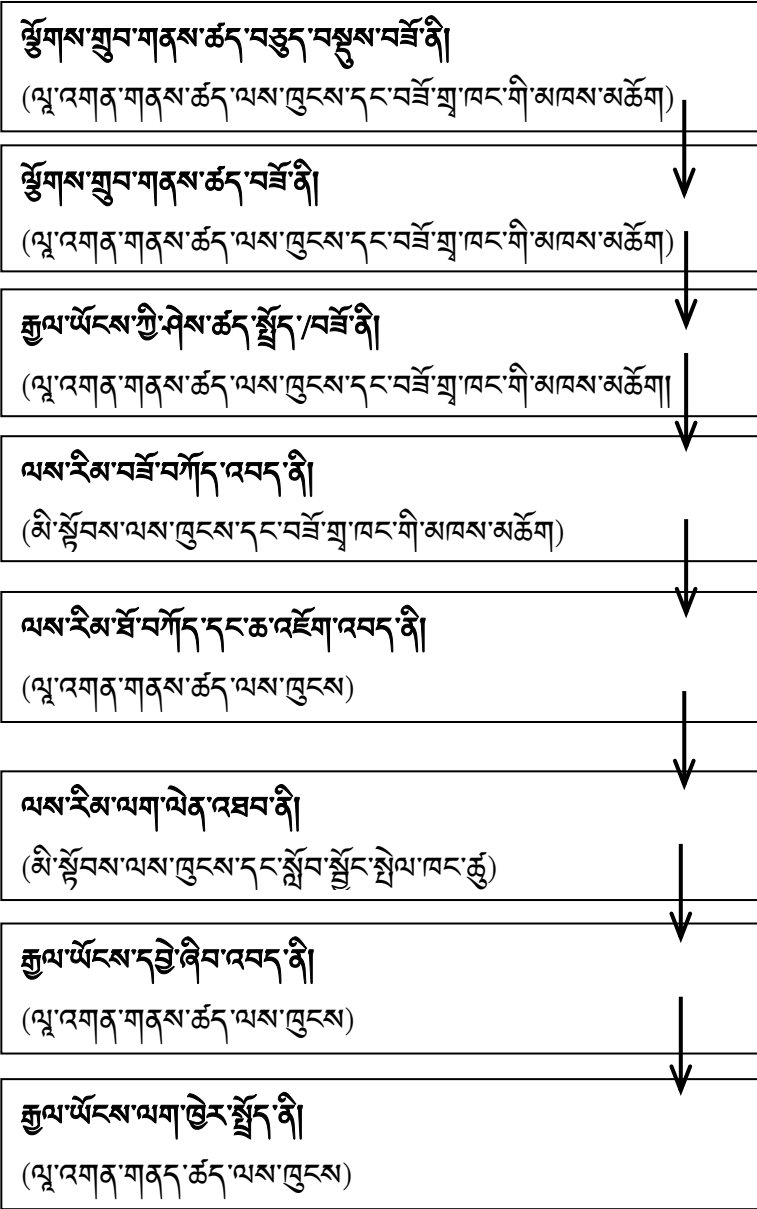 ལྕོགས་གྲུབ་གནས་ཚད་བཅུད་བསྡུས་བཟོ་ནི།
(ལཱ་འགན་གནས་ཚད་ལས་ཁུངས་དང་བཟོ་གྲྭ་ཁང་གི་མཁས་མཆོག)
ལྕོགས་གྲུབ་གནས་ཚད་བཟོ་ནི།
(ལཱ་འགན་གནས་ཚད་ལས་ཁུངས་དང་བཟོ་གྲྭ་ཁང་གི་མཁས་མཆོག)
རྒྱལ་ཡོངས་ཀྱི་ཤེས་ཚད་སྤྲོད་/བཟོ་ནི།
(ལཱ་འགན་གནས་ཚད་ལས་ཁུངས་དང་བཟོ་གྲྭ་ཁང་གི་མཁས་མཆོག།
ལས་རིམ་བཟོ་བཀོད་འབད་ནི།
(མི་སྟོབས་ལས་ཁུངས་དང་བཟོ་གྲྭ་ཁང་གི་མཁས་མཆོག)
ལས་རིམ་ཐོ་བཀོད་དང་ཆ་འཇོག་འབད་ནི།
(ལཱ་འགན་གནས་ཚད་ལས་ཁུངས)
ལས་རིམ་ལག་ལེན་འཐབ་ནི།
(མི་སྟོབས་ལས་ཁུངས་དང་སློབ་སྦྱོང་སྤེལ་ཁང་ཚུ)
རྒྱལ་ཡོངས་དབྱེ་ཞིབ་འབད་ནི།
(ལཱ་འགན་གནས་ཚད་ལས་ཁུངས)
རྒྱལ་ཡོངས་ལག་ཁྱེར་སྤྲོད་ནི།
(ལཱ་འགན་གནད་ཚད་ལས་ཁུངས)